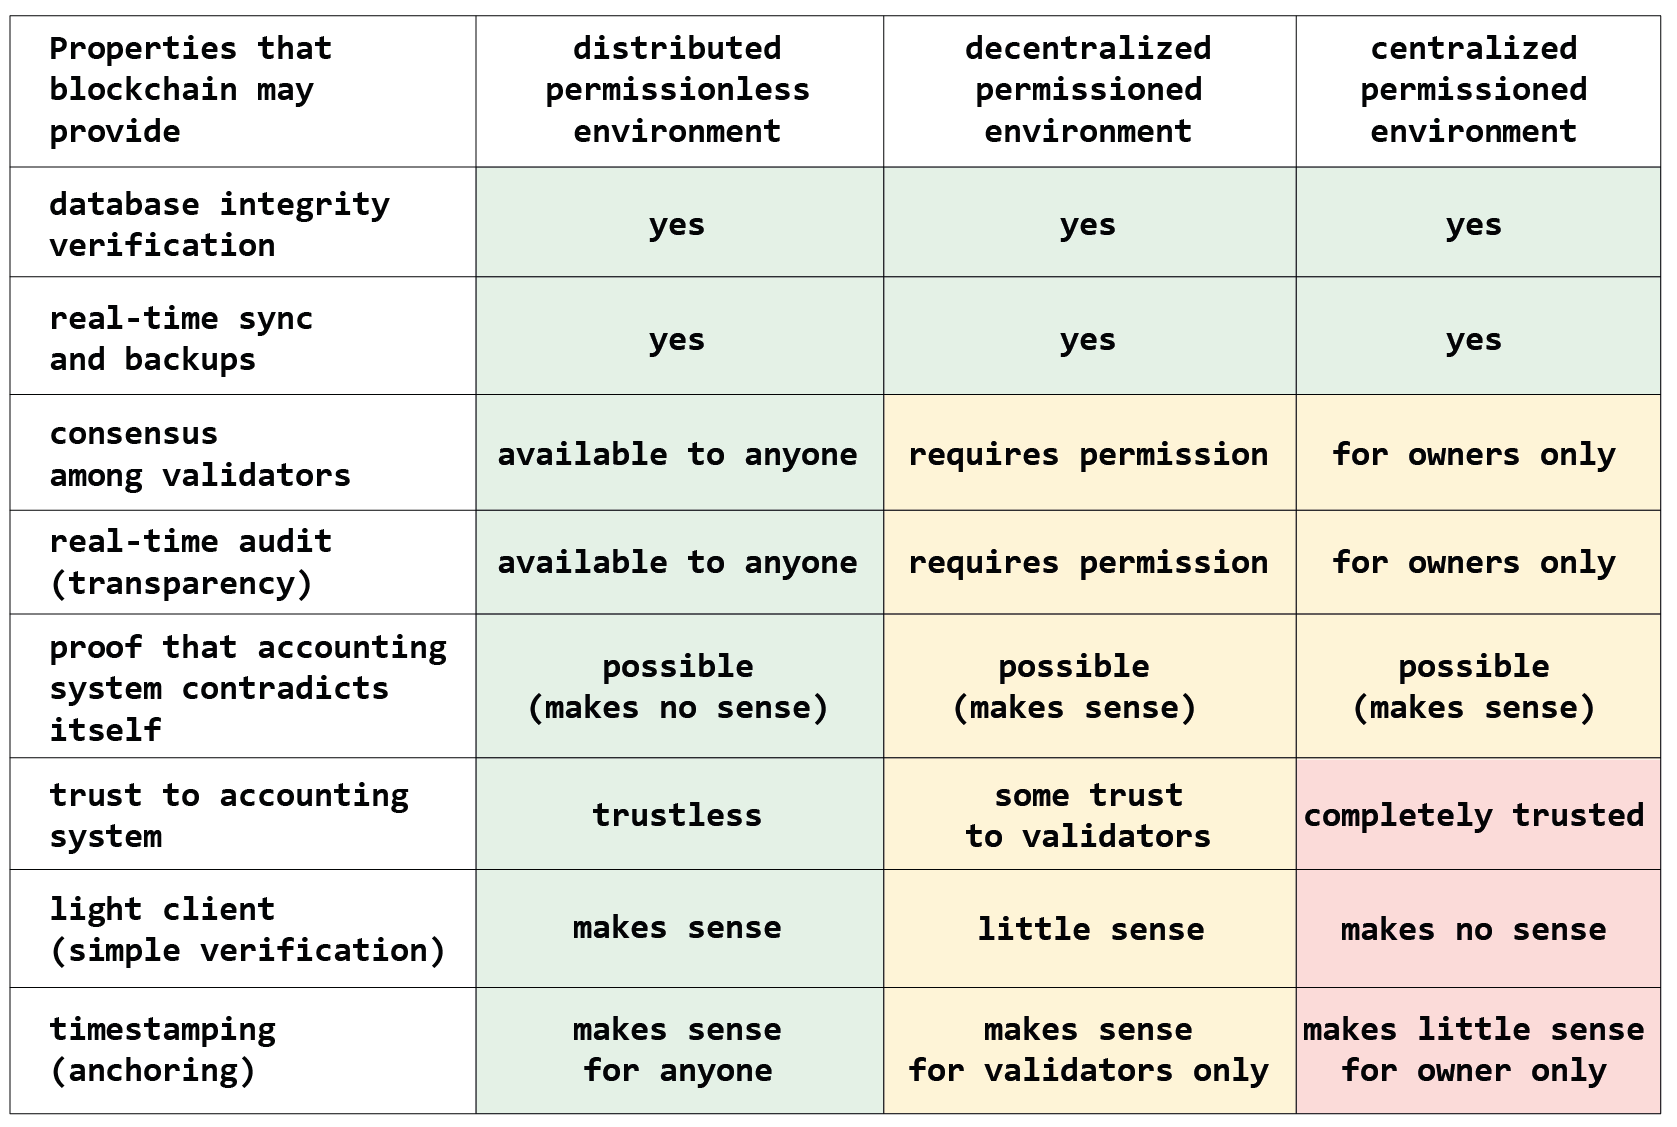 Properties that
blockchain may
provide
distributed
permissionless
environment
decentralized
permissioned
environment
centralized
permissioned
environment
database integrity
verification
yes
yes
yes
real-time sync
and backups
yes
yes
yes
consensus
among validators
available to anyone
requires permission
for owners only
real-time audit
(transparency)
available to anyone
requires permission
for owners only
proof that accounting
system contradicts
itself
possible
(makes no sense)
possible
(makes sense)
possible
(makes sense)
trust to accounting
system
trustless
some trust
to validators
completely trusted
light client
(simple verification)
makes sense
little sense
makes no sense
timestamping
(anchoring)
makes sense
for anyone
makes sense
for validators only
makes little sense
for owner only